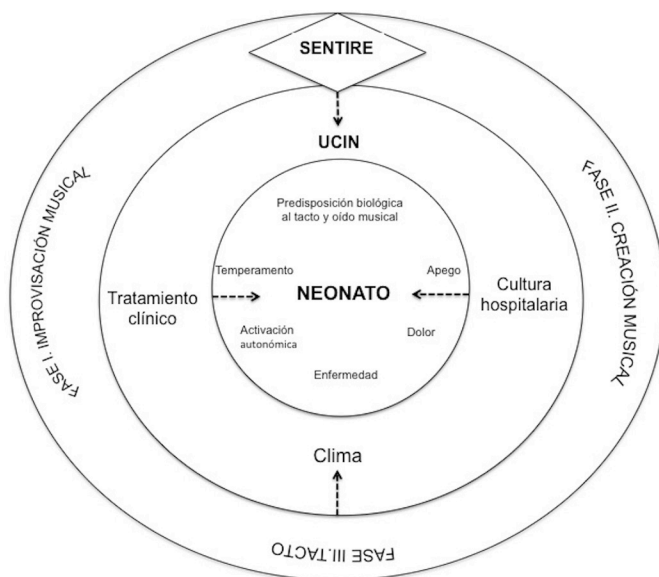 SENTIRE
UCIN
FASE I. IMPROVISACIÓN MUSICAL
FASE II. CREACIÓN MUSICAL
Predisposición biológica
al tacto y oído musical
Temperamento
Apego
Tratamiento
clínico
NEONATO
Cultura
hospitalaria
Activación
autonómica
Dolor
Enfermedad
Clima
FASE III.TACTO